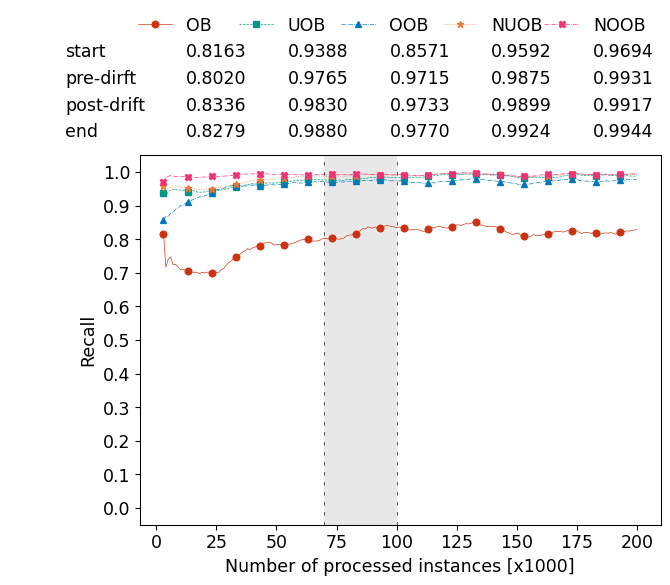 OB UOB OOB NUOB NOOB
start 0.8163 0.9388 0.8571 0.9592 0.9694
pre-dirft 0.8020 0.9765 0.9715 0.9875 0.9931
post-drift 0.8336 0.9830 0.9733 0.9899 0.9917
end 0.8279 0.9880 0.9770 0.9924 0.9944
1.0
0.9
0.8
0.7
0.6
0.5
0.4
0.3
0.2
0.1
0.0
Recall
0 25 50 75 100 125 150 175 200
Number of processed instances [x1000]